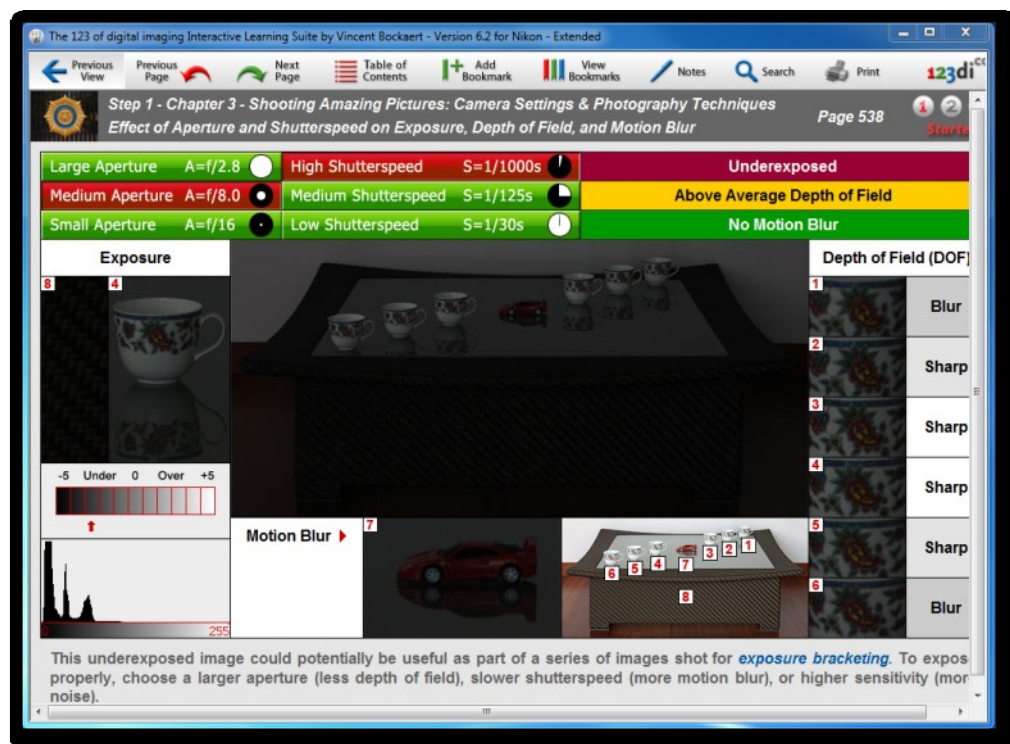 The 123 of digital imaging Interactive Learning Suite by Vincent Bockaert - Version 6.2 for Nikon - Extended
Previous View
Previous Page
Next Page
Table of Contents
Add Bookmark
View Bookmarks
Notes
Search
Print
123di
Step 1 - Chapter 3 - Shooting Amazing Pictures: Camera Settings & Photography Techniques
Effect of Aperture and Shutterspeed on Exposure, Depth of Field, and Motion Blur
Page 538
1 2
Starte
Large Aperture A=f/2.8
High Shutterspeed S=1/1000s
Underexposed
Medium Aperture A=f/8.0
Medium Shutterspeed S=1/125s
Above Average Depth of Field
Small Aperture A=f/16
Low Shutterspeed S=1/30s
No Motion Blur
Exposure
8 4
-5 Under 0 Over +5
0 255
Motion Blur
7
6 5 4 7 3 2 1
8
Depth of Field (DOF)
1 Blur
2 Sharp
3 Sharp
4 Sharp
5 Sharp
6 Blur
This underexposed image could potentially be useful as part of a series of images shot for exposure bracketing. To expos
properly, choose a larger aperture (less depth of field), slower shutterspeed (more motion blur), or higher sensitivity (mor
noise).